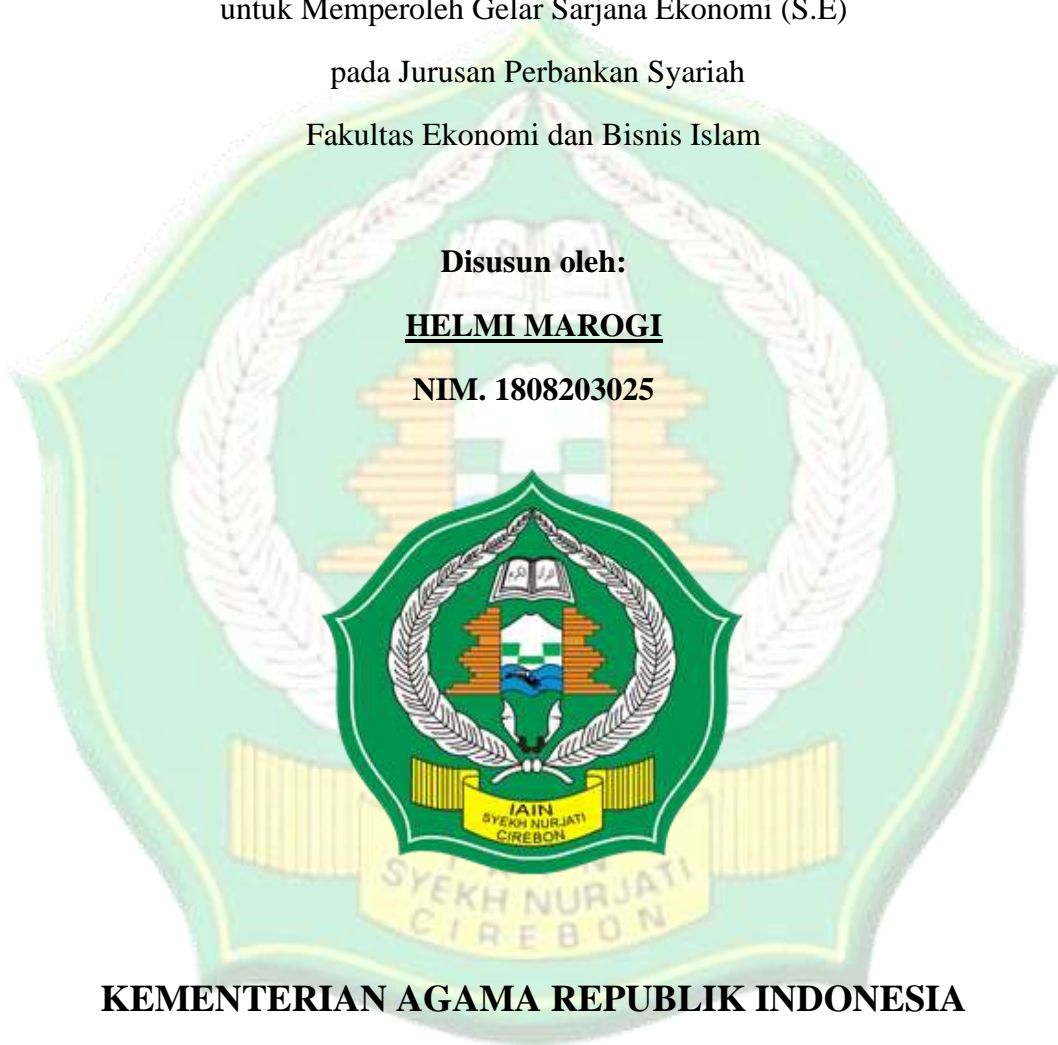 untuk Memperoleh Gelar Sarjana Ekonomi (S.E)
pada Jurusan Perbankan Syariah
Fakultas Ekonomi dan Bisnis Islam
Disusun oleh:
HELMI MAROGI
NIM. 1808203025
IAIN
SYEKH NURJATI
CIREBON
IAIN
SYEKH NURJATI
CIREBON
KEMENTERIAN AGAMA REPUBLIK INDONESIA